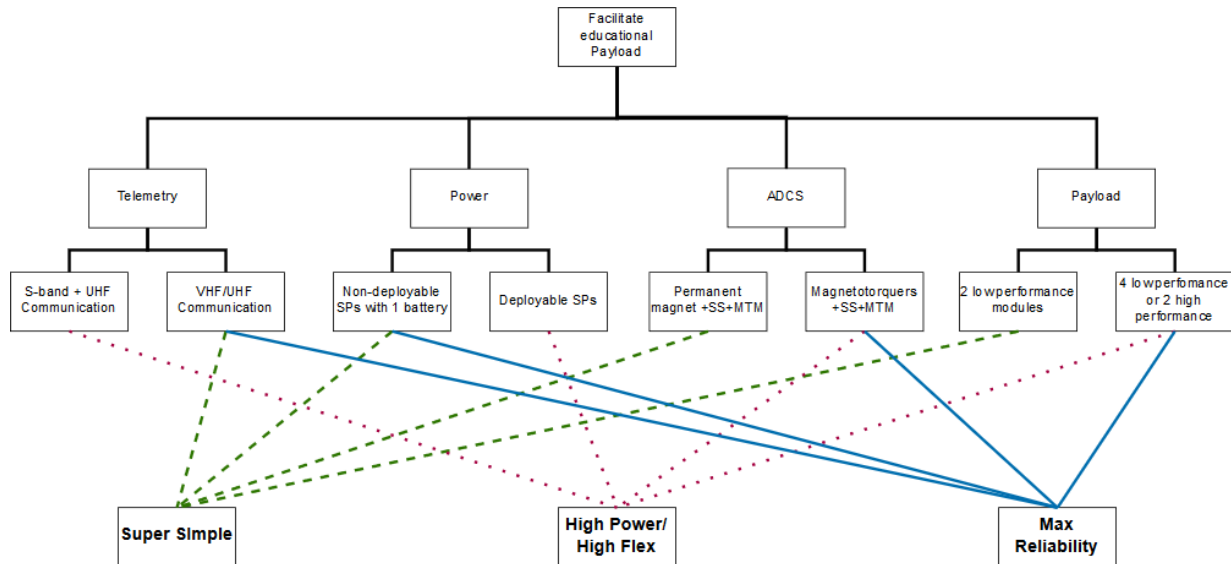 Facilitate
educational
Payload
Telemetry
Power
ADCS
Payload
S-band + UHF
Communication
VHF/UHF
Communication
Non-deployable
SPs with 1 battery
Deployable SPs
Permanent
magnet +SS+MTM
Magnetotorquers
+SS+MTM
2 lowperformance
modules
4 lowperfomance
or 2 high
performance
Super SImple
High Power/
High Flex
Max
Reliability